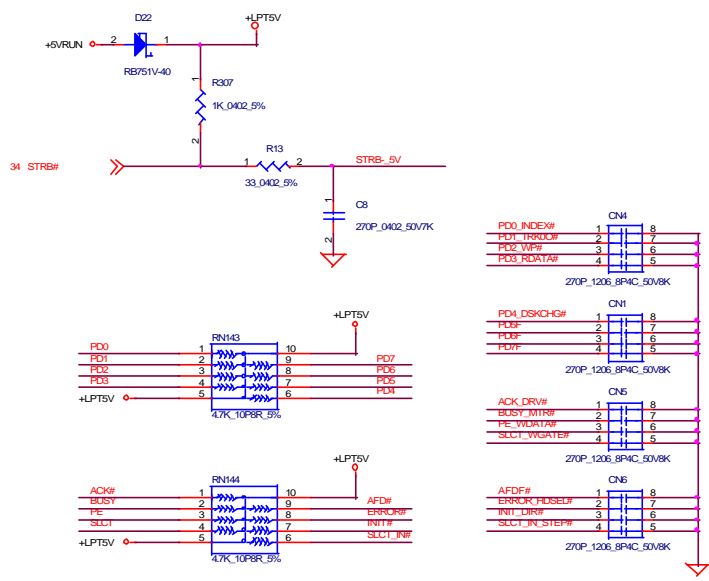 D22
+LPT5V
+5VRUN 2 1
RB751V-40
1
R307
1K_0402_5%
2
34 STRB#
1 R13 2
33_0402_5%
STRB-_5V
1
C8
270P_0402_50V7K
2
CN4
PD0_INDEX# 1 8
PD1_TRK0# 2 7
PD2_WP# 3 6
PD3_RDATA# 4 5
270P_1206_8P4C_50V8K
CN1
PD4_DSKCHG# 1 8
PD5F 2 7
PD6F 3 6
PD7F 4 5
270P_1206_8P4C_50V8K
+LPT5V
RN143
PD0 1 10
PD1 2 9 PD7
PD2 3 8 PD6
PD3 4 7 PD5
+LPT5V 5 6 PD4
4.7K_10P8R_5%
CN5
ACK_DRV# 1 8
BUSY_MTR# 2 7
PE_WDATA# 3 6
SLCT_WGATE# 4 5
270P_1206_8P4C_50V8K
+LPT5V
RN144
ACK# 1 10
BUSY 2 9 AFD#
PE 3 8 ERROR#
SLCT 4 7 INIT#
+LPT5V 5 6 SLCT_IN#
4.7K_10P8R_5%
CN6
AFDF# 1 8
ERROR_HDSEL# 2 7
INIT_DIR# 3 6
SLCT_IN_STEP# 4 5
270P_1206_8P4C_50V8K